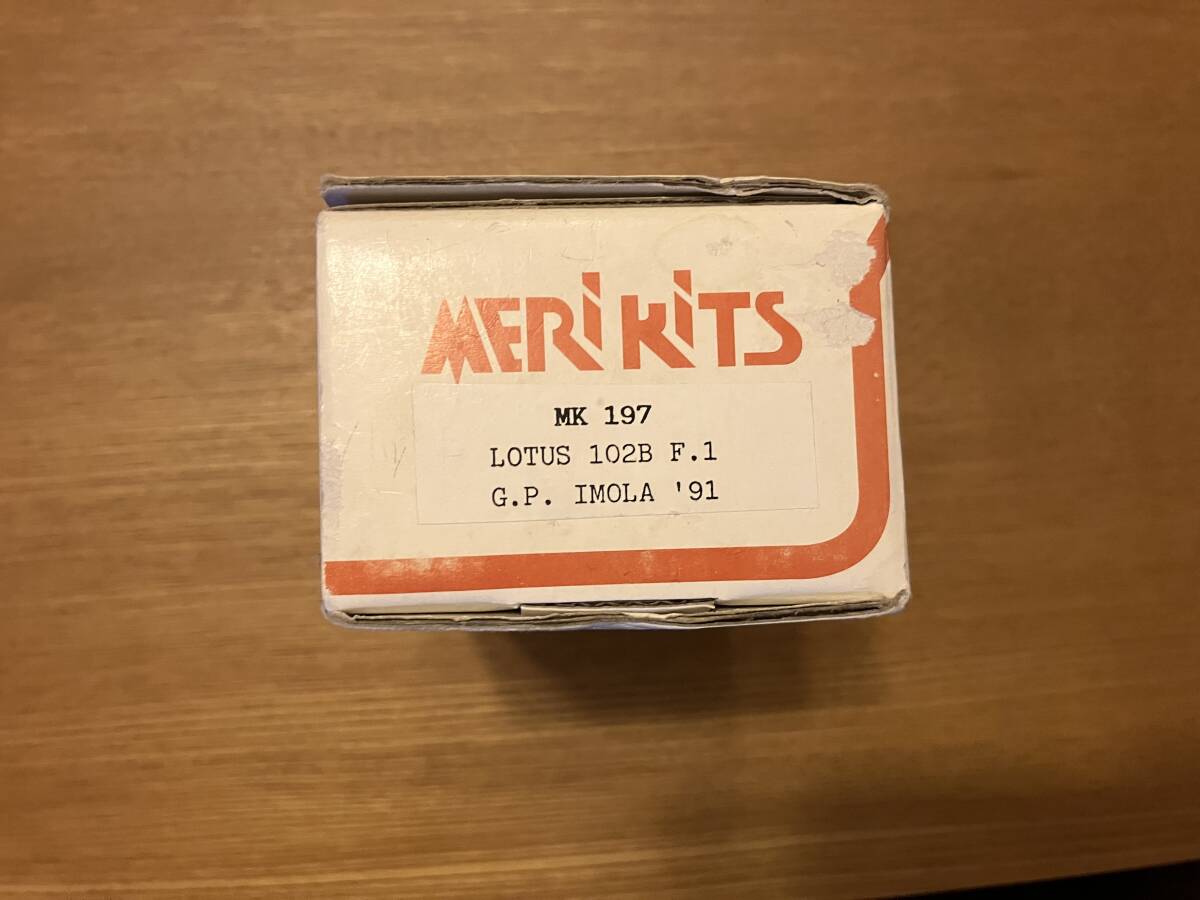 MERI KITS
MK 197
LOTUS 102B F.1
G.P. IMOLA '91